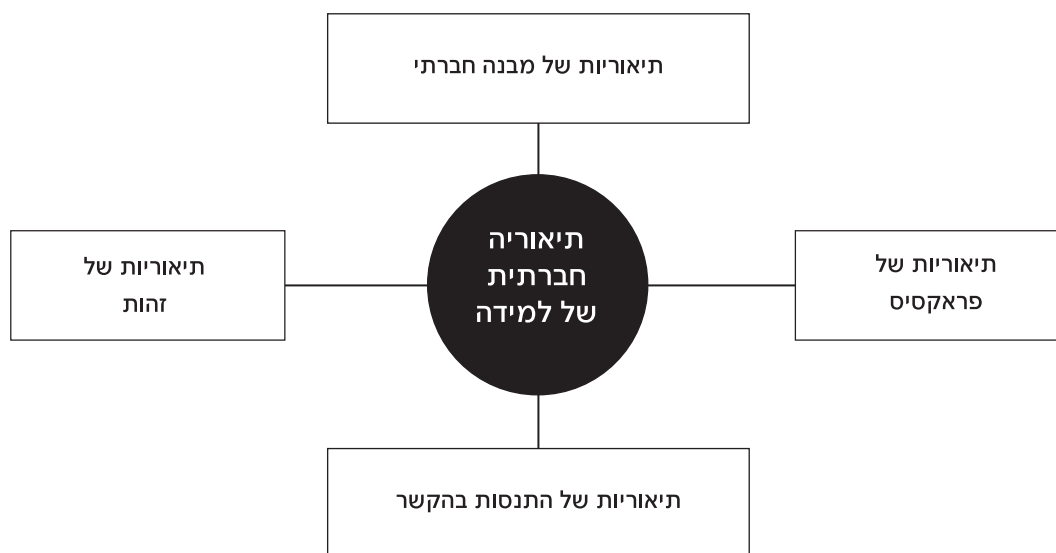 תיאוריות של מבנה חברתי
תיאוריות של
פראקסיס
תיאוריה
חברתית
של למידה
תיאוריות של
זהות
תיאוריות של התנסות בהקשר